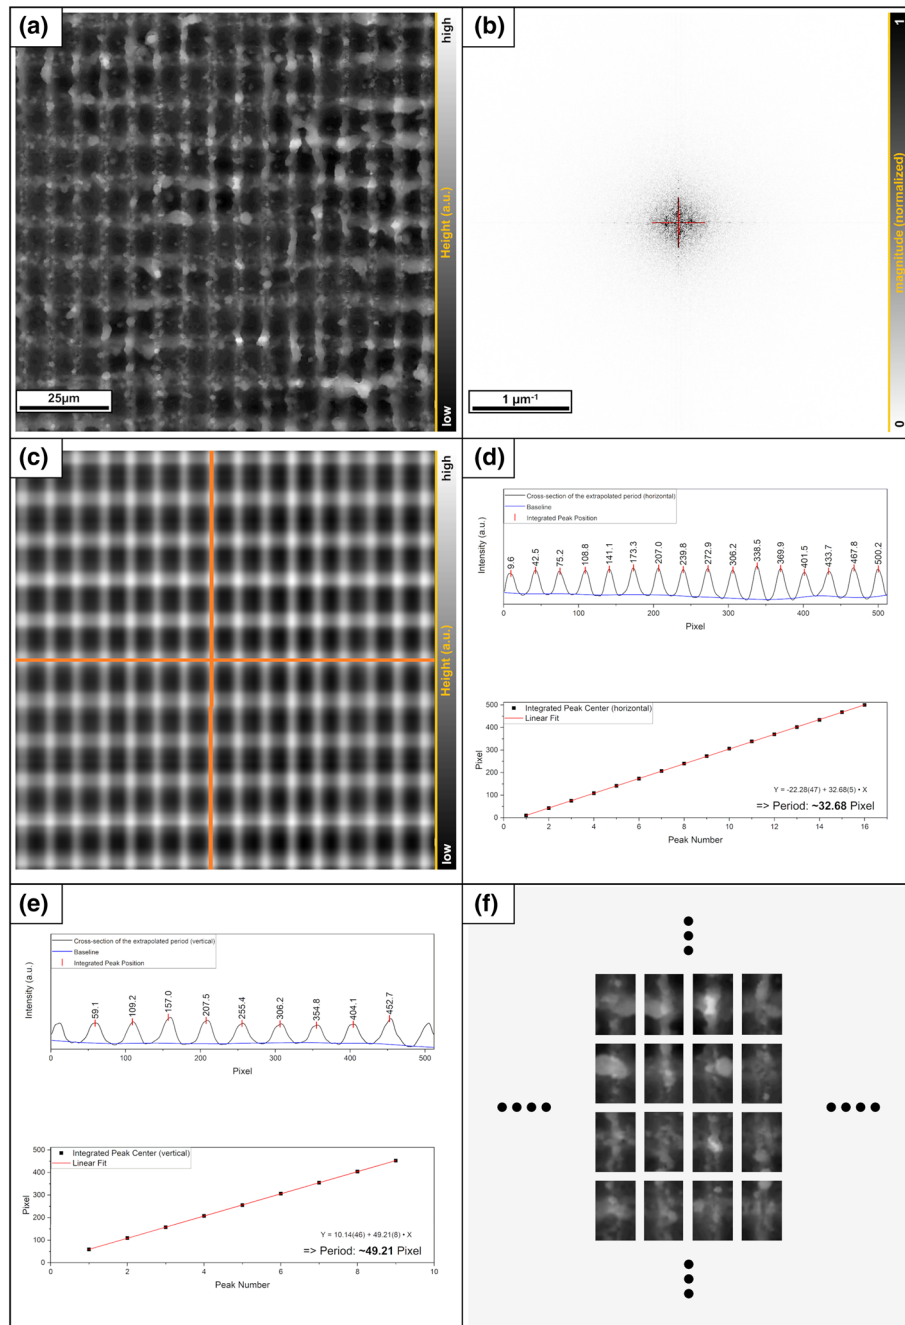 (a)
high
Height (a.u.)
low
25µm
(b)
1
magnitude (normalized)
0
1 µm⁻¹
(c)
high
Height (a.u.)
low
(d)
Cross-section of the extrapolated period (horizontal)
Baseline
Integrated Peak Position
Intensity (a.u.)
9.6 42.5 75.2 108.8 141.1 173.3 207.0 239.8 272.9 306.2 338.5 369.9 401.5 433.7 467.8 500.2
0 100 200 300 400 500
Pixel
Integrated Peak Center (horizontal)
Linear Fit
Pixel
500
400
300
200
100
0
Y = -22.28(47) + 32.68(5) • X
=> Period: ~32.68 Pixel
0 2 4 6 8 10 12 14 16
Peak Number
(e)
Cross-section of the extrapolated period (vertical)
Baseline
Integrated Peak Position
Intensity (a.u.)
59.1 109.2 157.0 207.5 255.4 306.2 354.8 404.1 452.7
0 100 200 300 400 500
Pixel
Integrated Peak Center (vertical)
Linear Fit
Pixel
500
400
300
200
100
0
Y = 10.14(46) + 49.21(8) • X
=> Period: ~49.21 Pixel
0 2 4 6 8 10
Peak Number
(f)